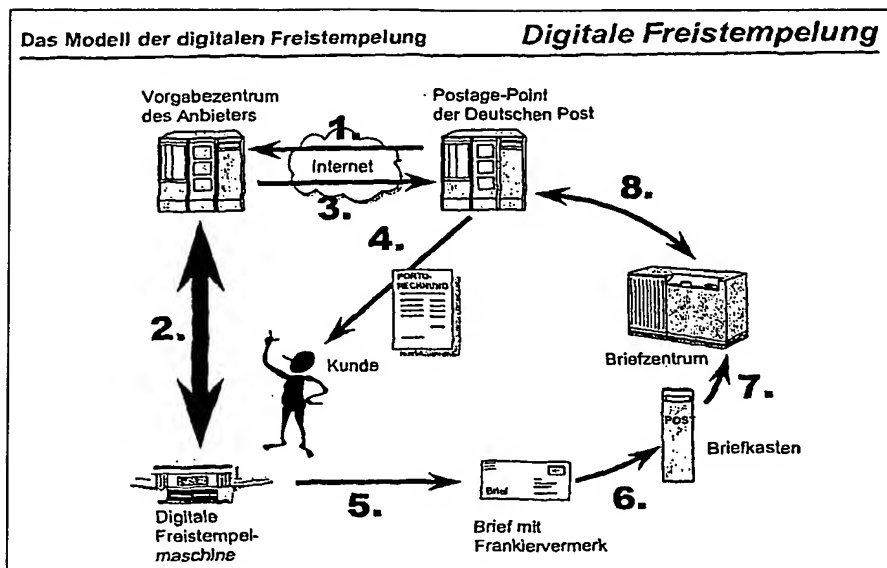 Das Modell der digitalen Freistempelung
Digitale Freistempelung
Vorgabezentrum
des Anbieters
Postage-Point
der Deutschen Post
1.
Internet
3.
8.
4.
PORTO-
RECHNUNG
2.
Kunde
Briefzentrum
7.
POST
Briefkasten
5.
Brief
6.
Digitale
Freistempel-
maschine
Brief mit
Frankiervermerk